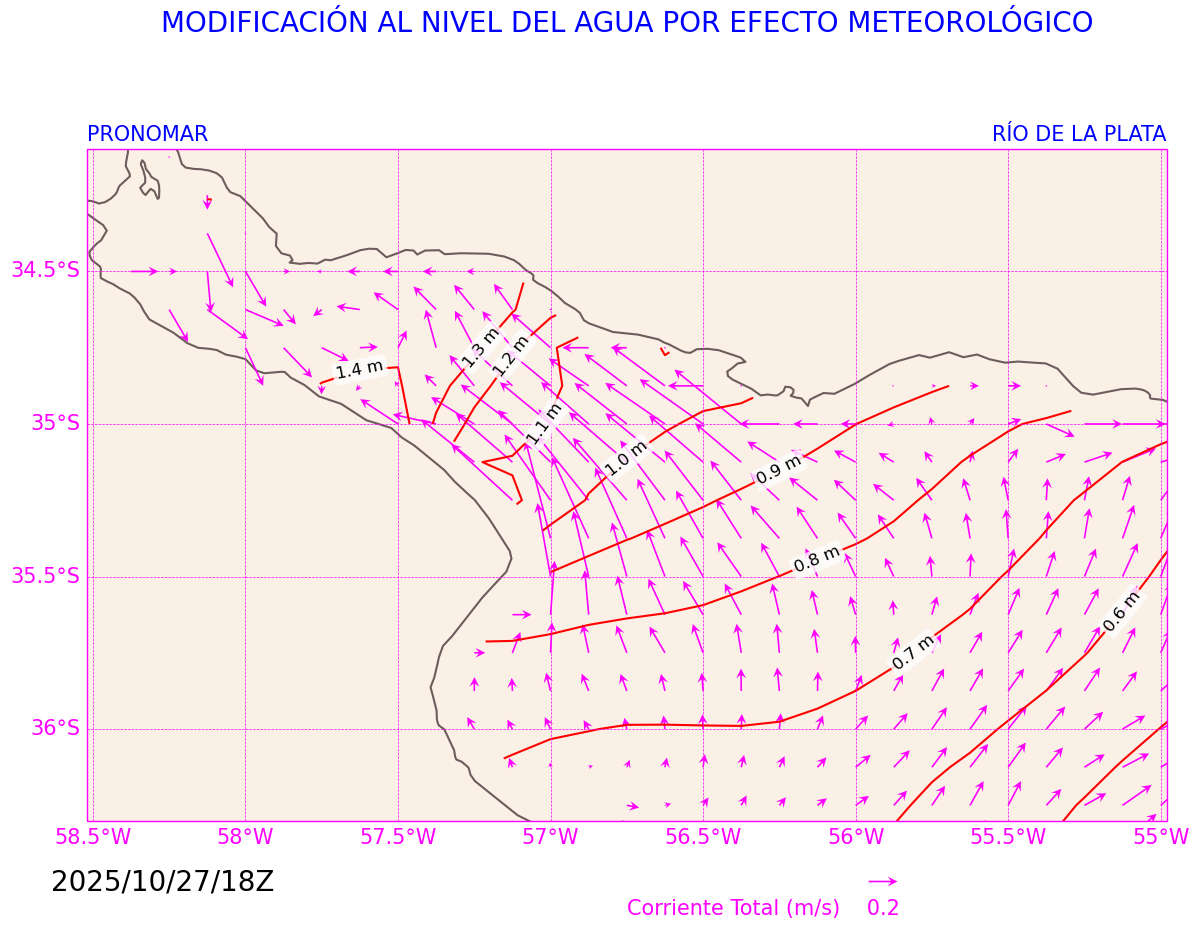 MODIFICACIÓN AL NIVEL DEL AGUA POR EFECTO METEOROLÓGICO
PRONOMAR
RÍO DE LA PLATA
34.5°S
1.3 m
1.2 m
1.4 m
35°S
1.1 m
1.0 m
0.9 m
35.5°S
0.8 m
0.6 m
0.7 m
36°S
58.5°W 58°W 57.5°W 57°W 56.5°W 56°W 55.5°W 55°W
2025/10/27/18Z
Corriente Total (m/s) 0.2